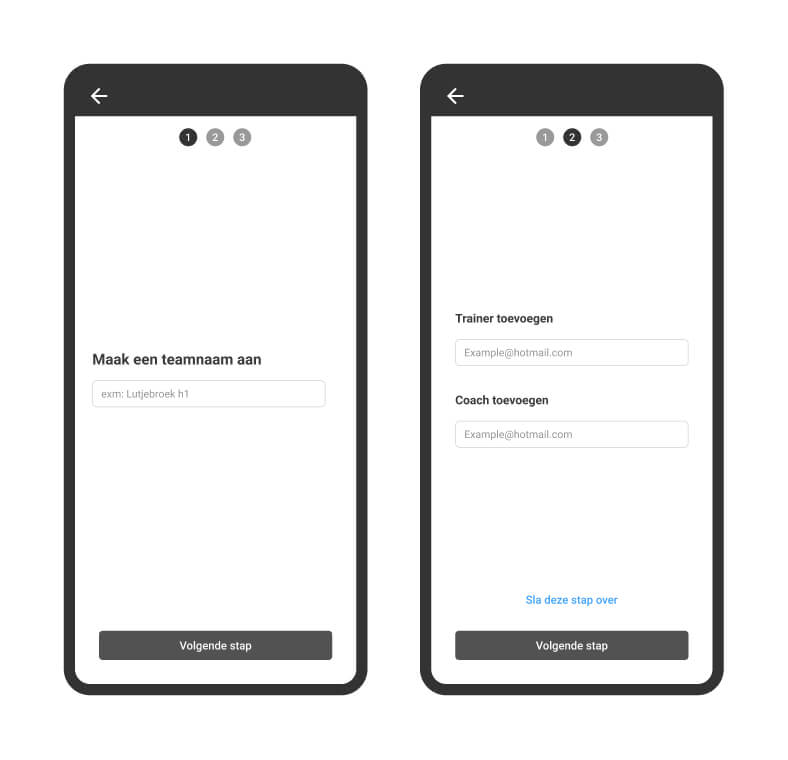 1 2 3
Maak een teamnaam aan
exm: Lutjebroek h1
Volgende stap
1 2 3
Trainer toevoegen
Example@hotmail.com
Coach toevoegen
Example@hotmail.com
Sla deze stap over
Volgende stap